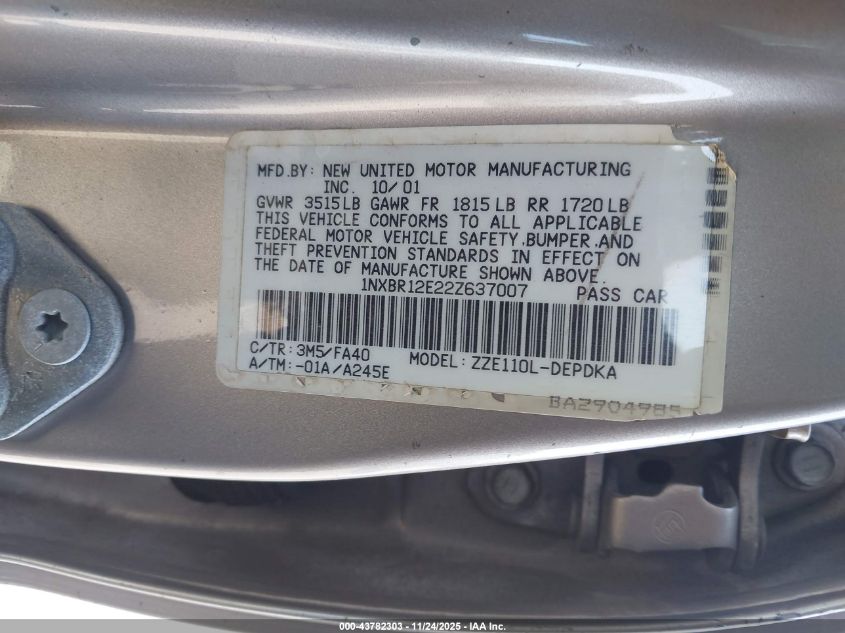 MFD.BY: NEW UNITED MOTOR MANUFACTURING
INC. 10/01
GVWR 3515LB GAWR FR 1815LB RR 1720LB
THIS VEHICLE CONFORMS TO ALL APPLICABLE
FEDERAL MOTOR VEHICLE SAFETY.BUMPER.AND
THEFT PREVENTION STANDARDS IN EFFECT ON
THE DATE OF MANUFACTURE SHOWN ABOVE.
1NXBR12E22Z637007 PASS CAR
C/TR: 3M5/FA40 MODEL: ZZE110L-DEPDKA
A/TM: -01A/A245E
BA2904985
000-43782303 - 11/24/2025 - IAA Inc.